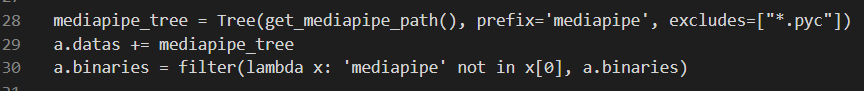 28 mediapipe_tree = Tree(get_mediapipe_path(), prefix='mediapipe', excludes=["*.pyc"])
29 a.datas += mediapipe_tree
30 a.binaries = filter(lambda x: 'mediapipe' not in x[0], a.binaries)
31